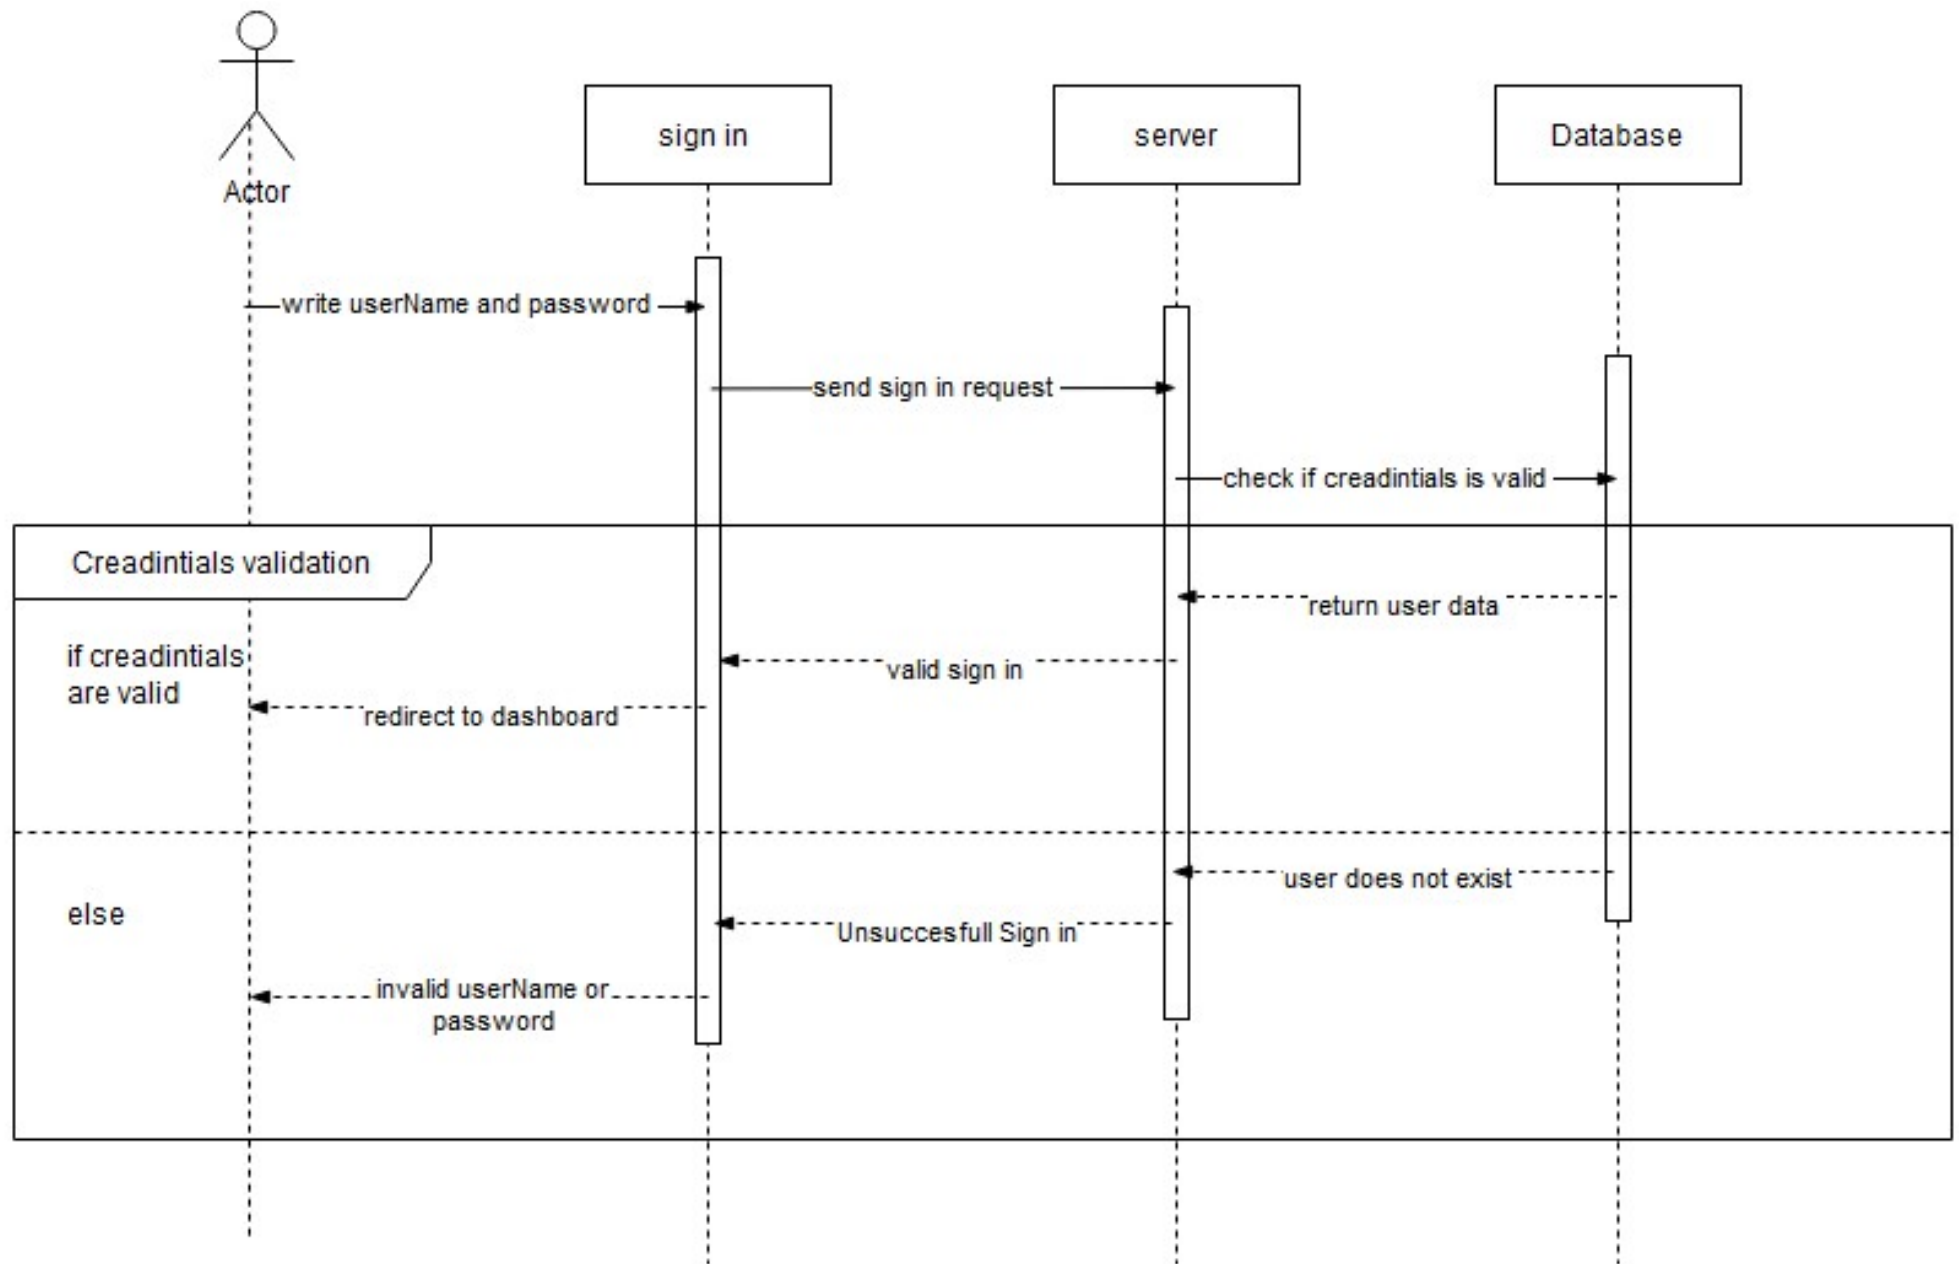 Actor
sign in
server
Database
write userName and password
send sign in request
check if creadintials is valid
Creadintials validation
return user data
if creadintials
are valid
valid sign in
redirect to dashboard
user does not exist
else
Unsuccesfull Sign in
invalid userName or
password